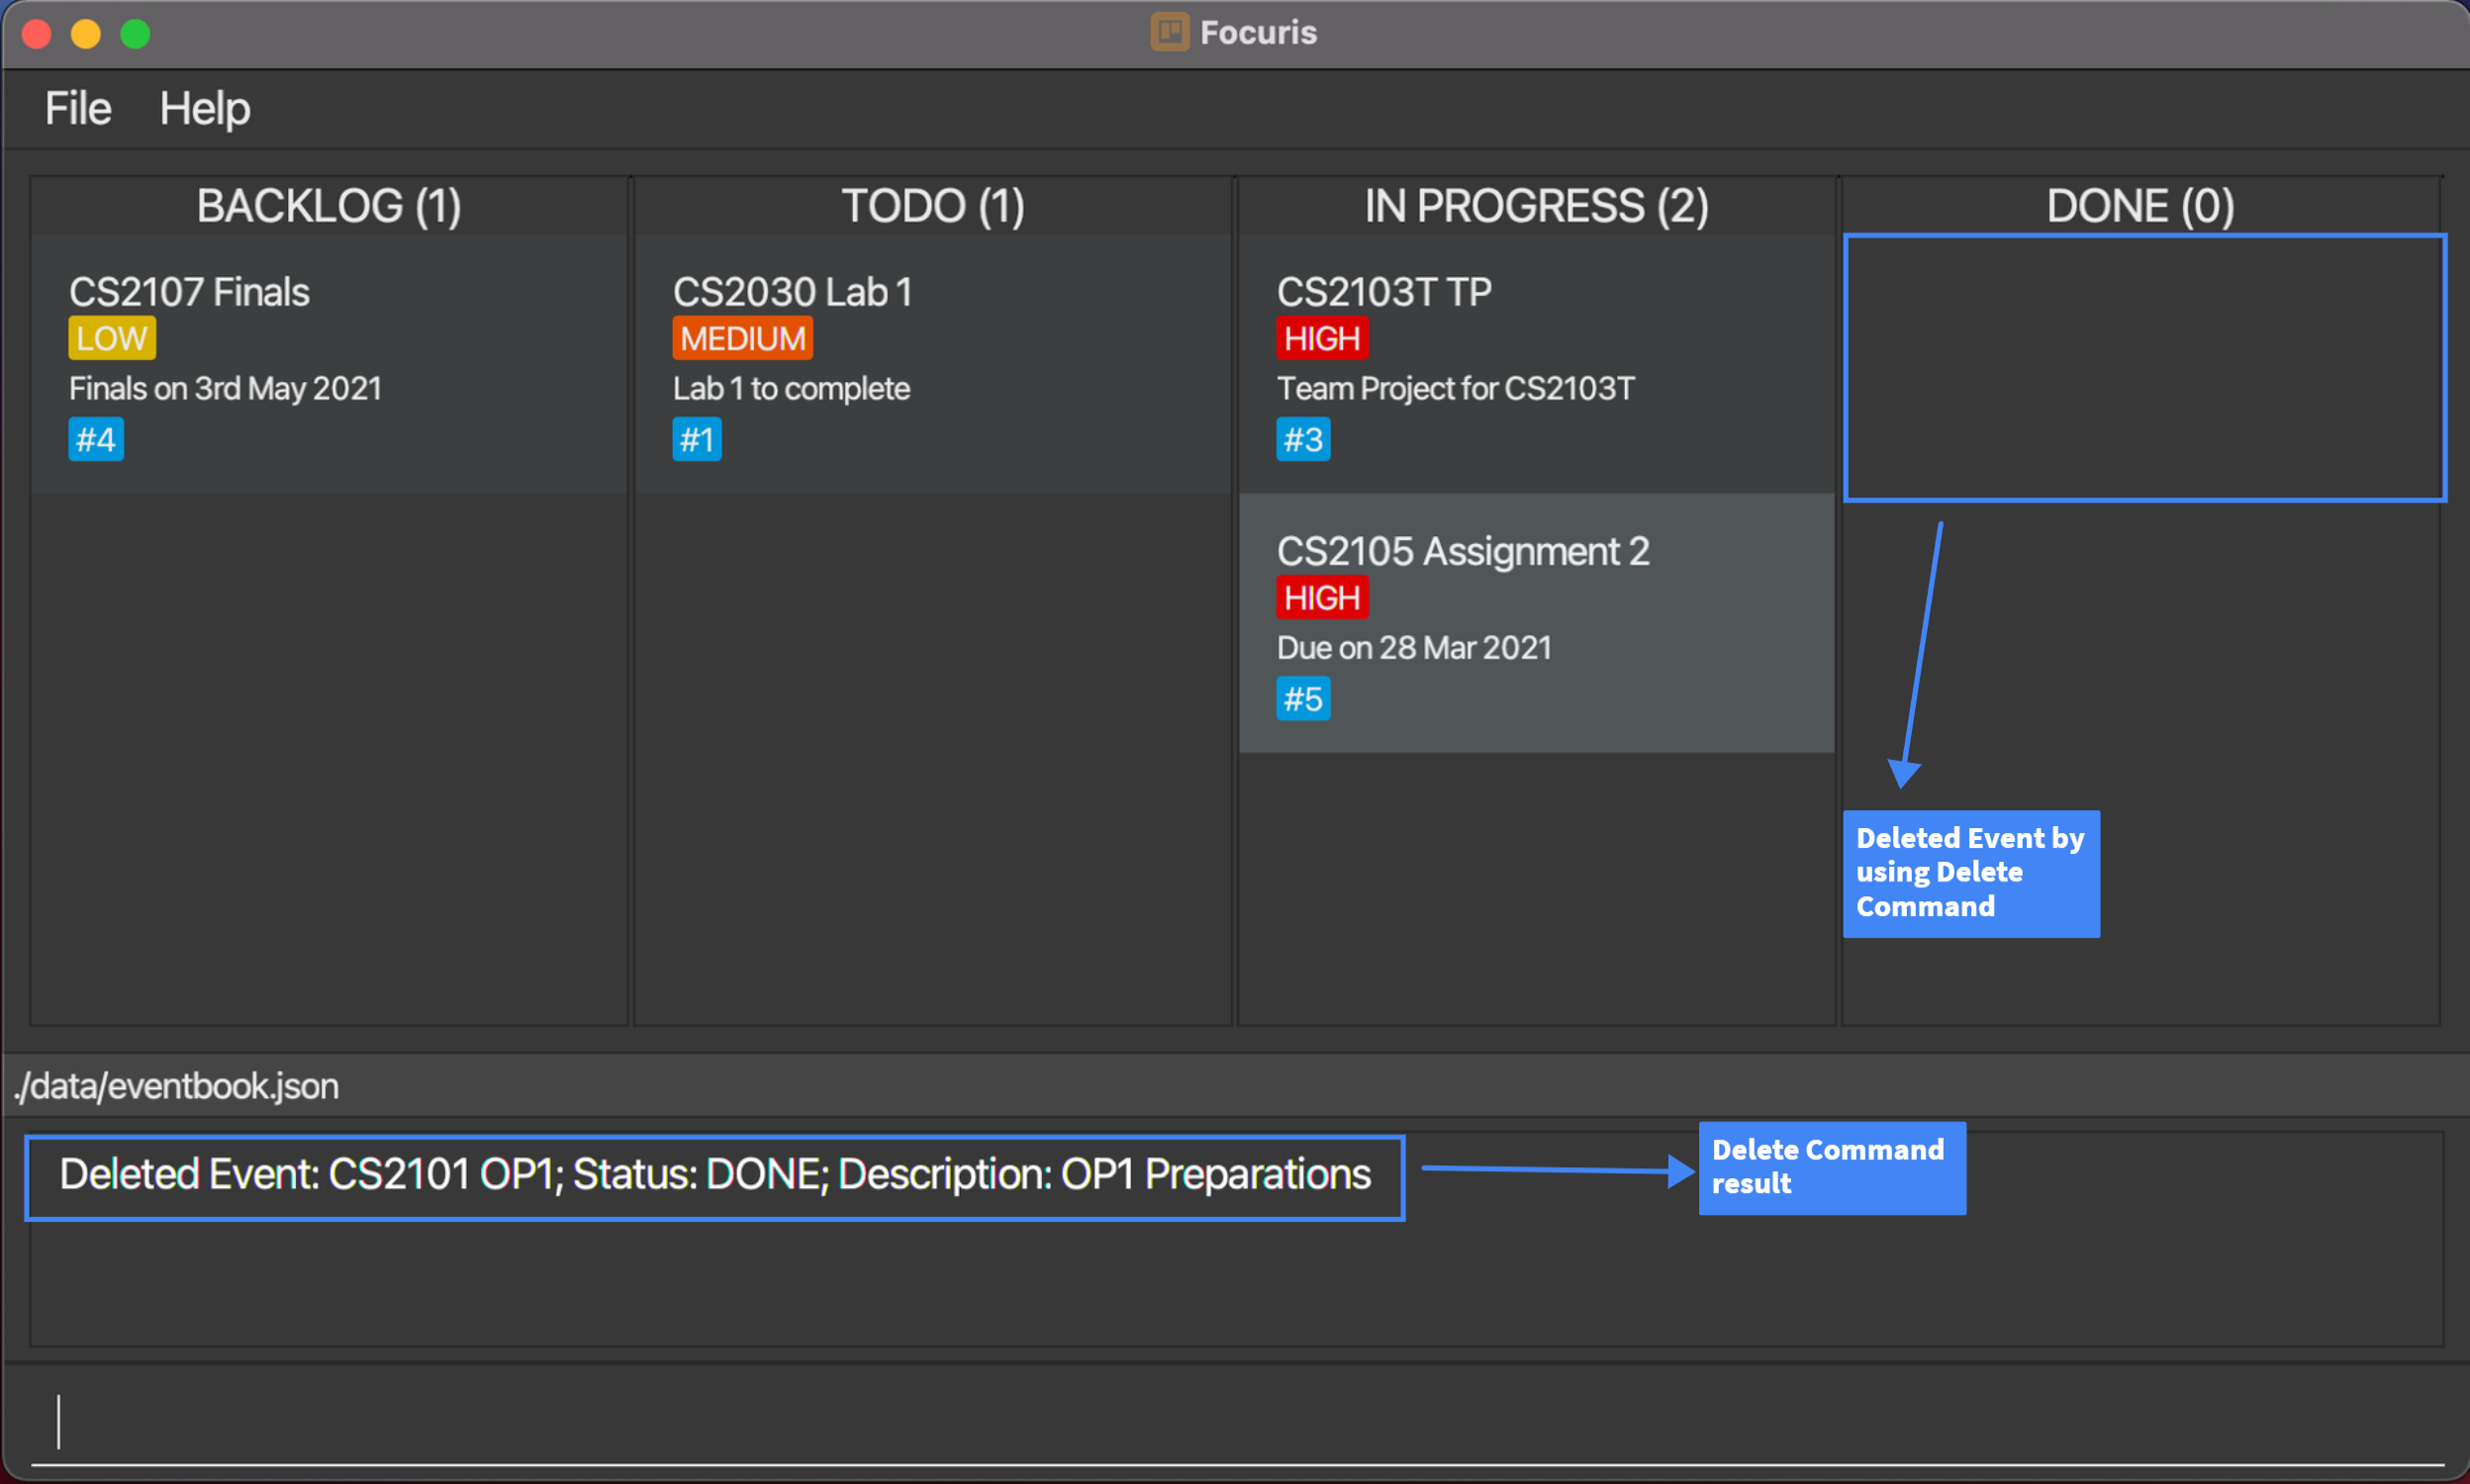 Focuris
File Help
BACKLOG (1)
CS2107 Finals
LOW
Finals on 3rd May 2021
#4
TODO (1)
CS2030 Lab 1
MEDIUM
Lab 1 to complete
#1
IN PROGRESS (2)
CS2103T TP
HIGH
Team Project for CS2103T
#3
CS2105 Assignment 2
HIGH
Due on 28 Mar 2021
#5
DONE (0)
Deleted Event by
using Delete
Command
./data/eventbook.json
Deleted Event: CS2101 OP1; Status: DONE; Description: OP1 Preparations
Delete Command
result